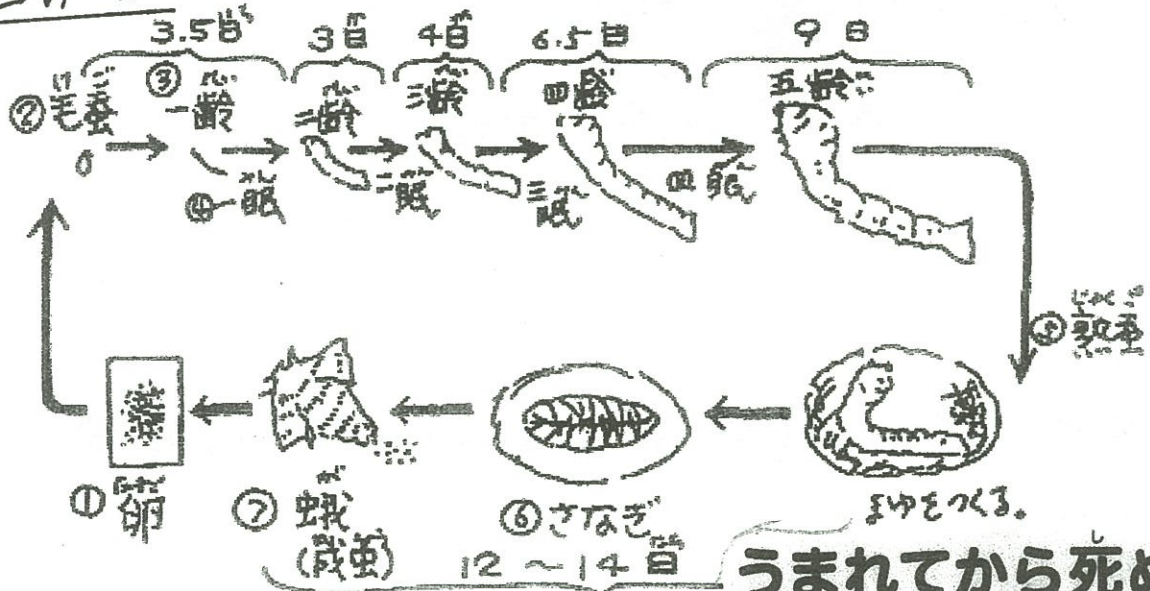 3.5日 3日 4日 6.5日 9日
②毛蚕 ③一齢 二齢 三齢 四齢 五齢
④一眠 二眠 三眠 四眠
⑤熟蚕
まゆをつくる。
①卵 ⑦蛾 ⑥さなぎ
(成虫) 12～14日
うまれてから死